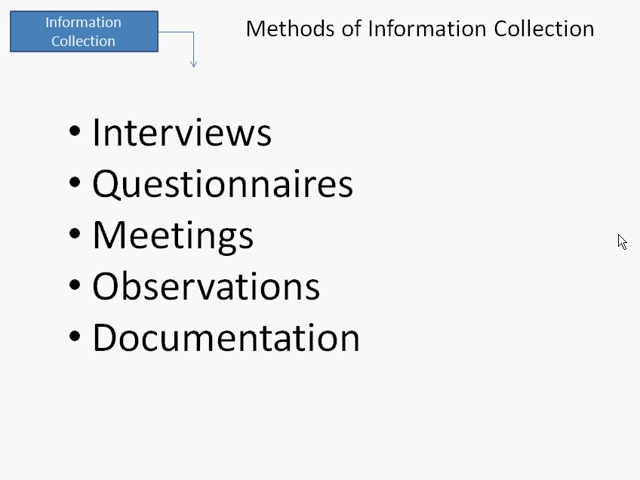 Information
Collection
Methods of Information Collection
• Interviews
• Questionnaires
• Meetings
• Observations
• Documentation